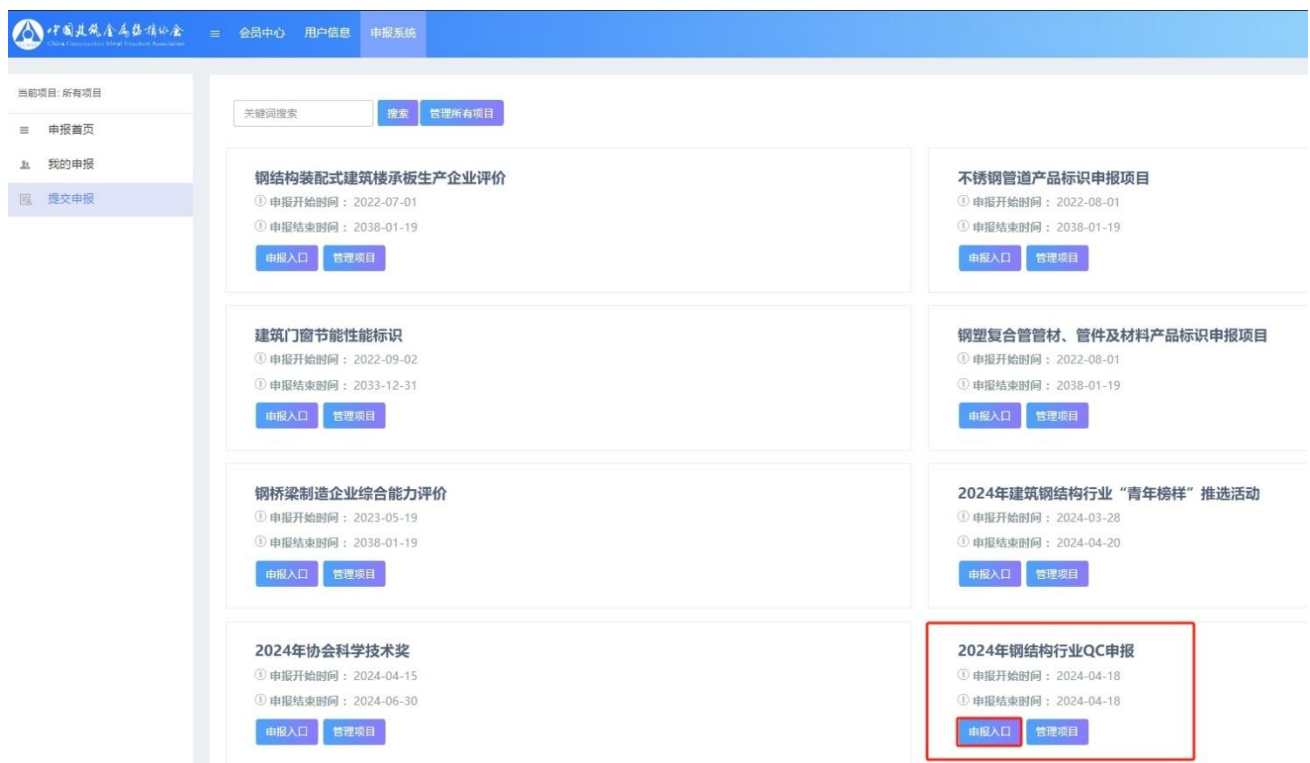 中国建筑金属结构协会
China Construction Metal Structure Association
会员中心 用户信息 申报系统
当前项目: 所有项目
申报首页
我的申报
提交申报
关键词搜索 搜索 管理所有项目
钢结构装配式建筑楼承板生产企业评价
申报开始时间： 2022-07-01
申报结束时间： 2038-01-19
申报入口 管理项目
不锈钢管道产品标识申报项目
申报开始时间： 2022-08-01
申报结束时间： 2038-01-19
申报入口 管理项目
建筑门窗节能性能标识
申报开始时间： 2022-09-02
申报结束时间： 2033-12-31
申报入口 管理项目
钢塑复合管管材、管件及材料产品标识申报项目
申报开始时间： 2022-08-01
申报结束时间： 2038-01-19
申报入口 管理项目
钢桥梁制造企业综合能力评价
申报开始时间： 2023-05-19
申报结束时间： 2038-01-19
申报入口 管理项目
2024年建筑钢结构行业“青年榜样”推选活动
申报开始时间： 2024-03-28
申报结束时间： 2024-04-20
申报入口 管理项目
2024年协会科学技术奖
申报开始时间： 2024-04-15
申报结束时间： 2024-06-30
申报入口 管理项目
2024年钢结构行业QC申报
申报开始时间： 2024-04-18
申报结束时间： 2024-04-18
申报入口 管理项目